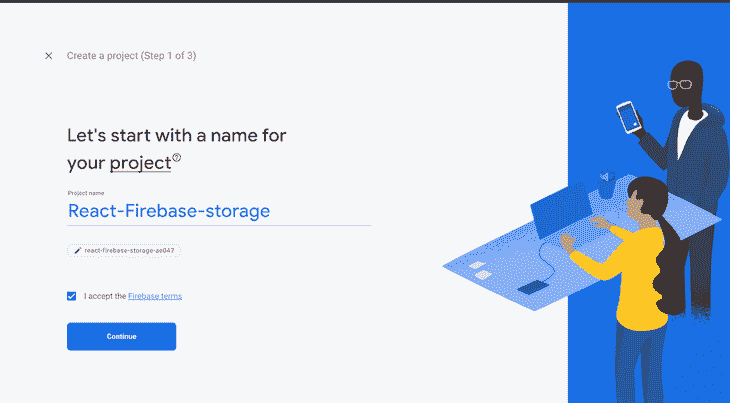 Create a project (Step 1 of 3)
Let's start with a name for
your project
Project name
React-Firebase-storage
react-firebase-storage-ae047
I accept the Firebase terms
Continue